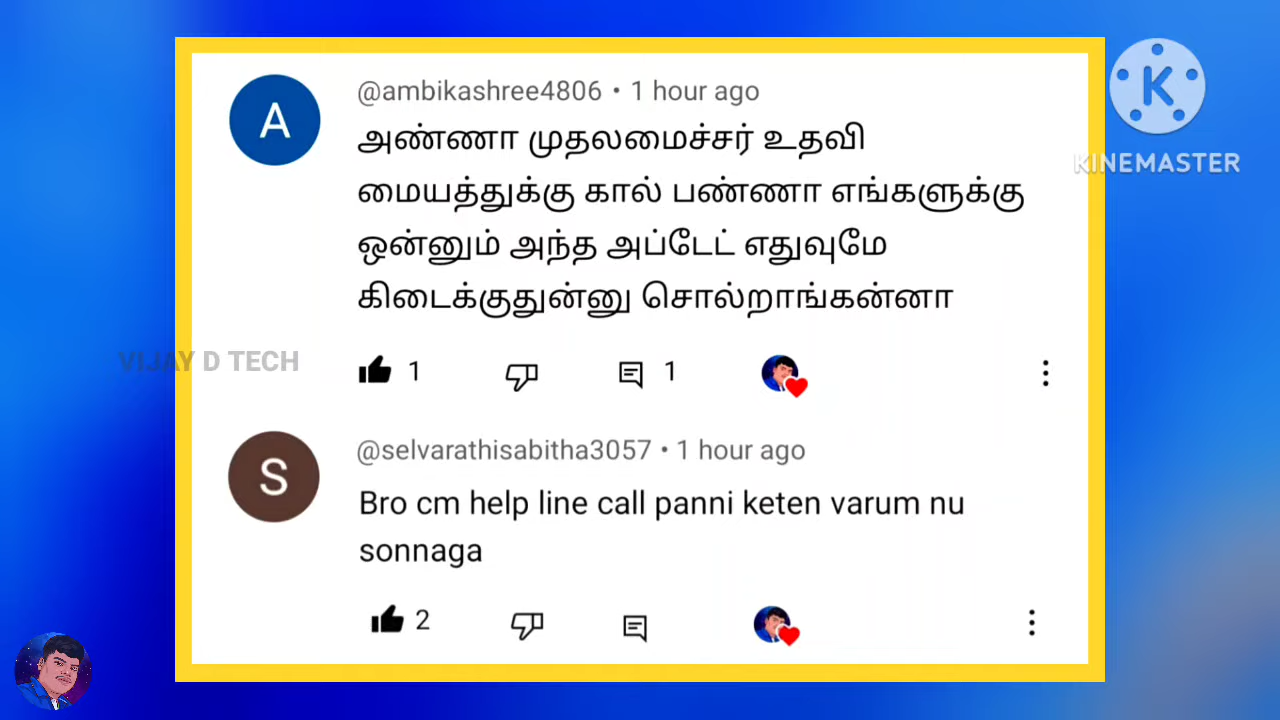 A
@ambikashree4806 • 1 hour ago
அண்ணா முதலமைச்சர் உதவி
மையத்துக்கு கால் பண்ணா எங்களுக்கு
ஒன்னும் அந்த அப்டேட் எதுவுமே
கிடைக்குதுன்னு சொல்றாங்கன்னா
1
1
K
KINEMASTER
VIJAY D TECH
S
@selvarathisabitha3057 • 1 hour ago
Bro cm help line call panni keten varum nu
sonnaga
2